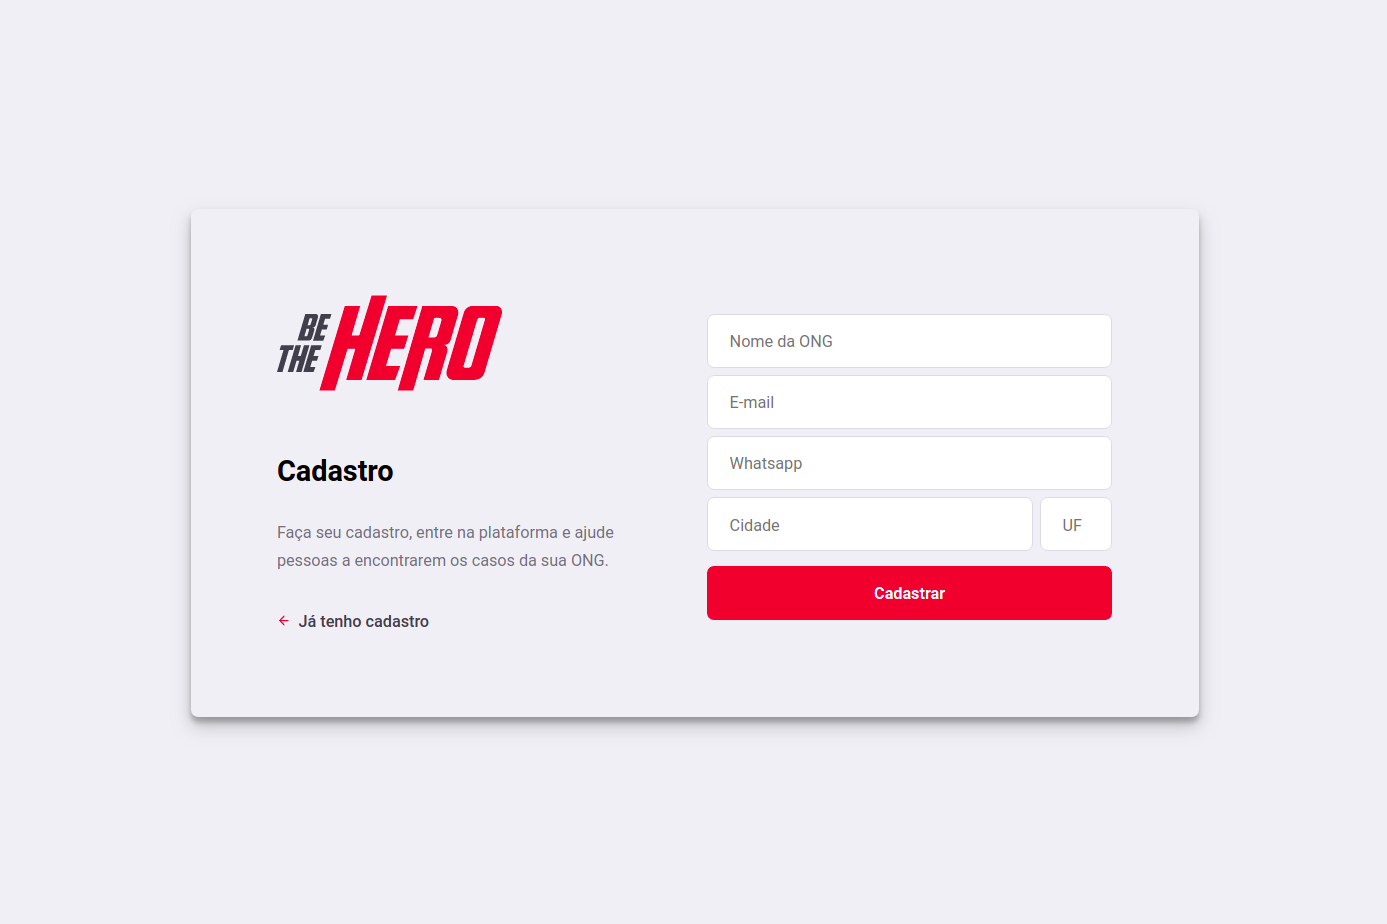 BE
THE HERO
Cadastro
Faça seu cadastro, entre na plataforma e ajude
pessoas a encontrarem os casos da sua ONG.
Já tenho cadastro
Nome da ONG
E-mail
Whatsapp
Cidade
UF
Cadastrar